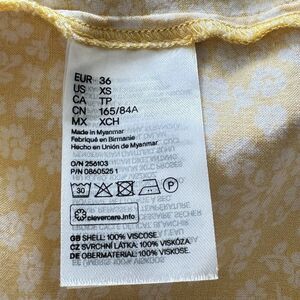 EUR 36
US XS
CA TP
CN 165/84A
MX XCH
Made in Myanmar
Fabriqué en Birmanie
Hecho en Unión de Myanmar
O/N 256103
P/N 0860525 1
30
P
clevercare.info
GB SHELL: 100% VISCOSE
CZ SVRCHNÍ LÁTKA: 100% VISKÓZA
DE OBERMATERIAL: 100% VISKOSE